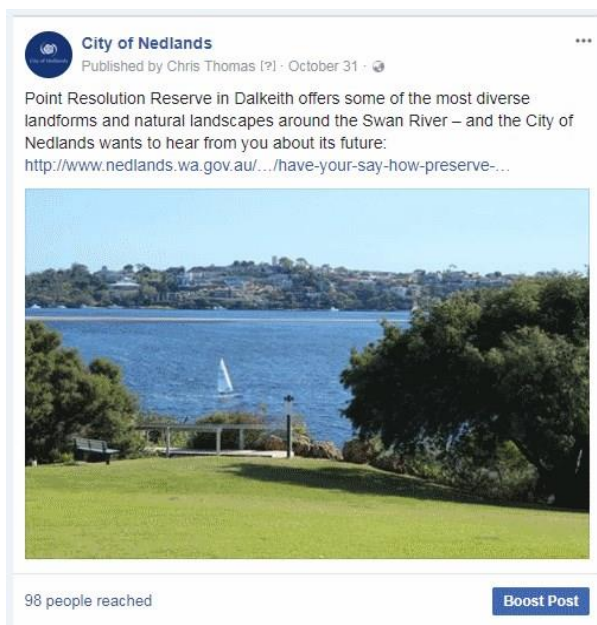 City of Nedlands
City of Nedlands
Published by Chris Thomas [?] · October 31 ·
Point Resolution Reserve in Dalkeith offers some of the most diverse
landforms and natural landscapes around the Swan River – and the City of
Nedlands wants to hear from you about its future:
http://www.nedlands.wa.gov.au/…/have-your-say-how-preserve-…
98 people reached
Boost Post